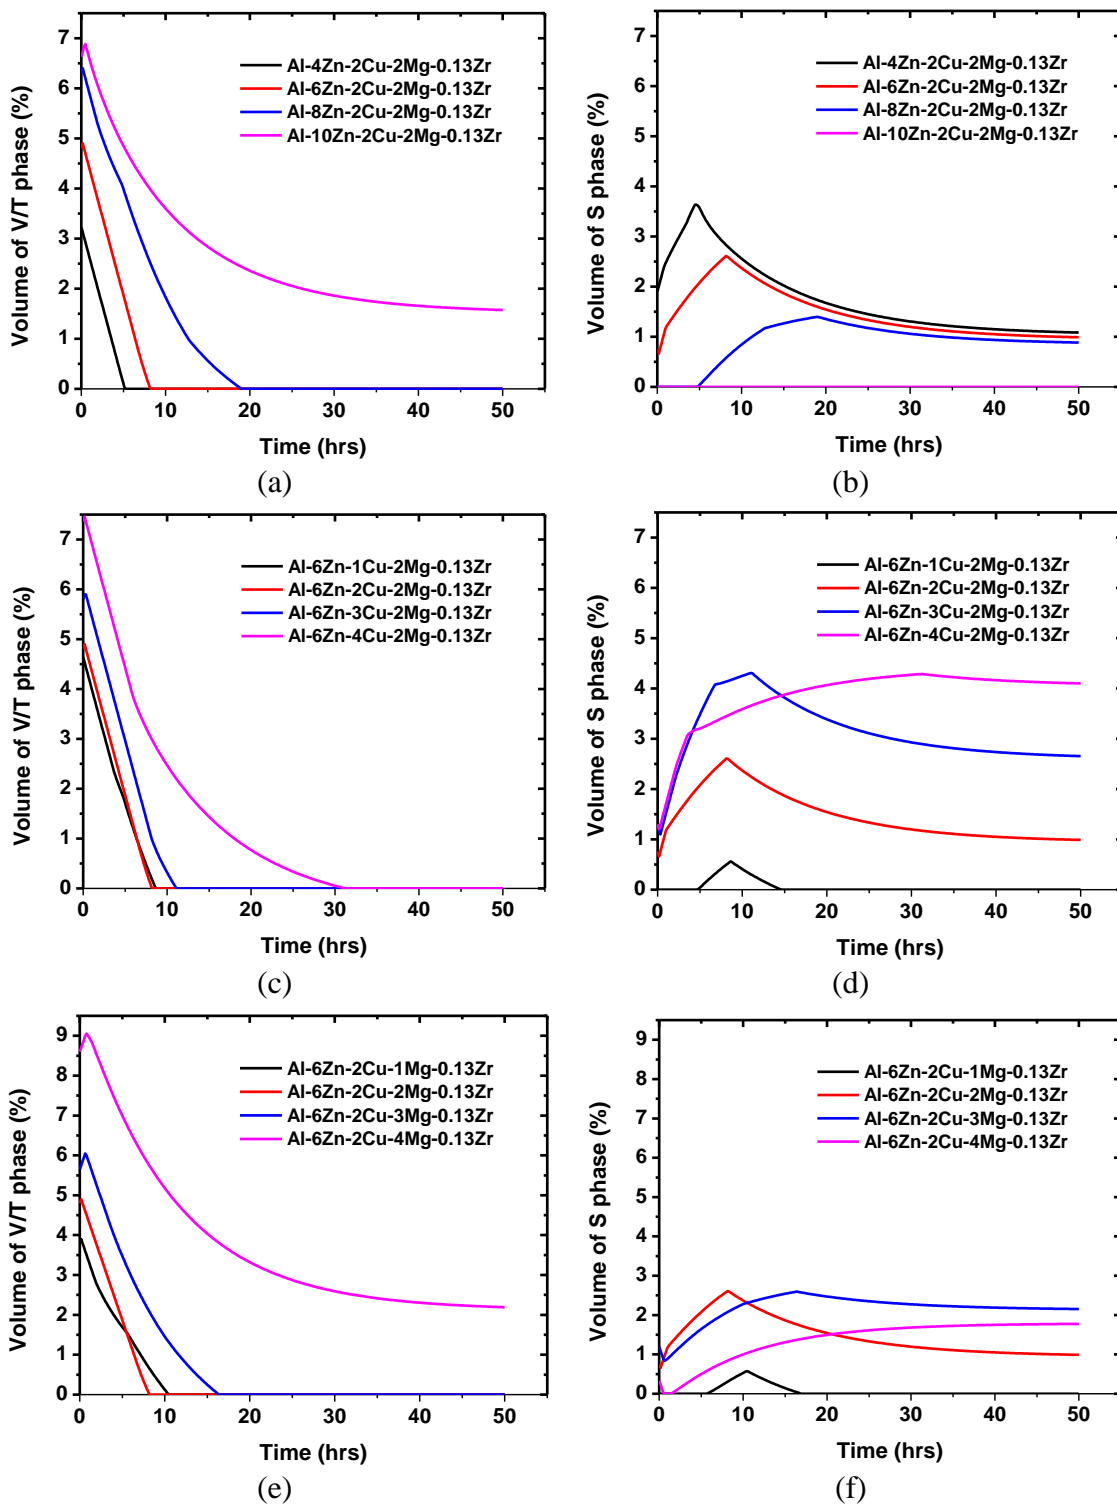 Volume of V/T phase (%)
7
6
5
4
3
2
1
0
Al-4Zn-2Cu-2Mg-0.13Zr
Al-6Zn-2Cu-2Mg-0.13Zr
Al-8Zn-2Cu-2Mg-0.13Zr
Al-10Zn-2Cu-2Mg-0.13Zr
0 10 20 30 40 50
Time (hrs)
(a)
Volume of S phase (%)
7
6
5
4
3
2
1
0
Al-4Zn-2Cu-2Mg-0.13Zr
Al-6Zn-2Cu-2Mg-0.13Zr
Al-8Zn-2Cu-2Mg-0.13Zr
Al-10Zn-2Cu-2Mg-0.13Zr
0 10 20 30 40 50
Time (hrs)
(b)
Volume of V/T phase (%)
7
6
5
4
3
2
1
0
Al-6Zn-1Cu-2Mg-0.13Zr
Al-6Zn-2Cu-2Mg-0.13Zr
Al-6Zn-3Cu-2Mg-0.13Zr
Al-6Zn-4Cu-2Mg-0.13Zr
0 10 20 30 40 50
Time (hrs)
(c)
Volume of S phase (%)
7
6
5
4
3
2
1
0
Al-6Zn-1Cu-2Mg-0.13Zr
Al-6Zn-2Cu-2Mg-0.13Zr
Al-6Zn-3Cu-2Mg-0.13Zr
Al-6Zn-4Cu-2Mg-0.13Zr
0 10 20 30 40 50
Time (hrs)
(d)
Volume of V/T phase (%)
9
8
7
6
5
4
3
2
1
0
Al-6Zn-2Cu-1Mg-0.13Zr
Al-6Zn-2Cu-2Mg-0.13Zr
Al-6Zn-2Cu-3Mg-0.13Zr
Al-6Zn-2Cu-4Mg-0.13Zr
0 10 20 30 40 50
Time (hrs)
(e)
Volume of S phase (%)
9
8
7
6
5
4
3
2
1
0
Al-6Zn-2Cu-1Mg-0.13Zr
Al-6Zn-2Cu-2Mg-0.13Zr
Al-6Zn-2Cu-3Mg-0.13Zr
Al-6Zn-2Cu-4Mg-0.13Zr
0 10 20 30 40 50
Time (hrs)
(f)